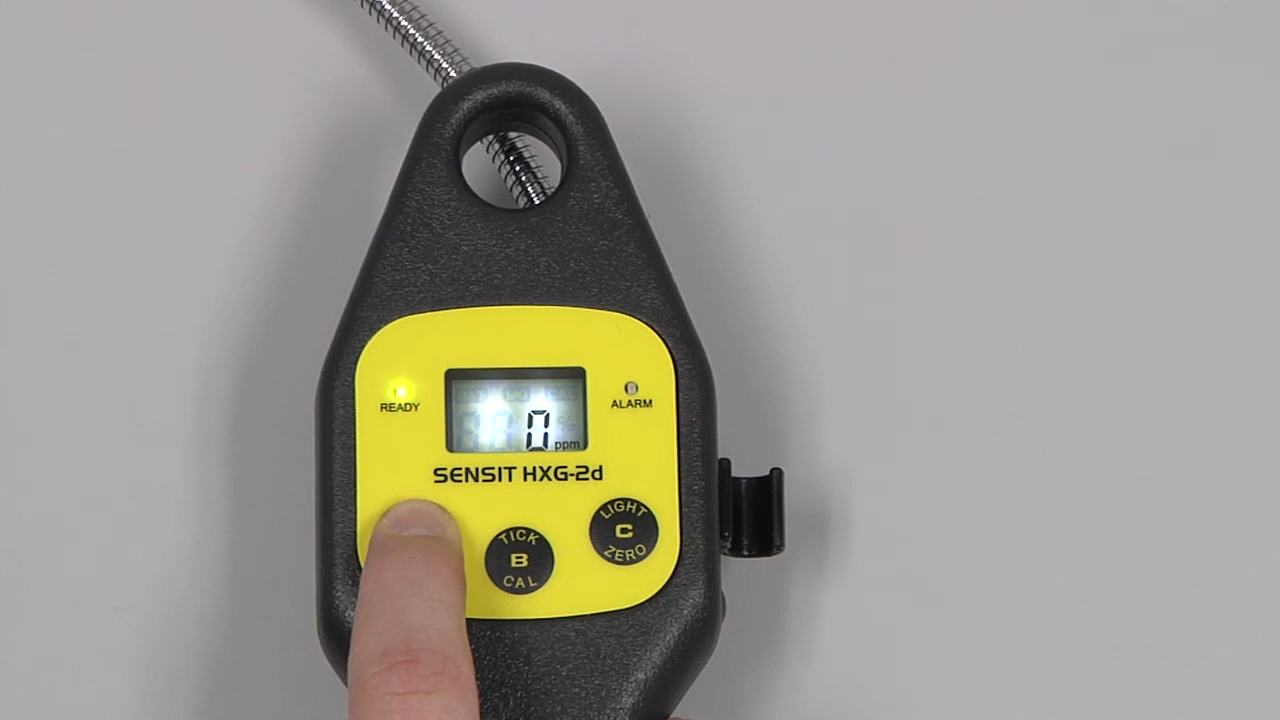 READY
ALARM
0 ppm
SENSIT HXG-2d
TICK
B
CAL
LIGHT
C
ZERO